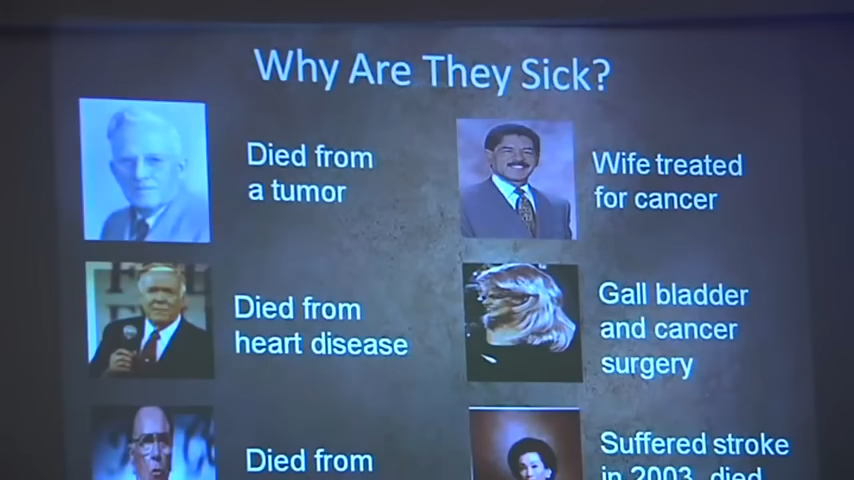 Why Are They Sick?
Died from
a tumor
Wife treated
for cancer
Died from
heart disease
Gall bladder
and cancer
surgery
Died from
Suffered stroke
in 2003, died